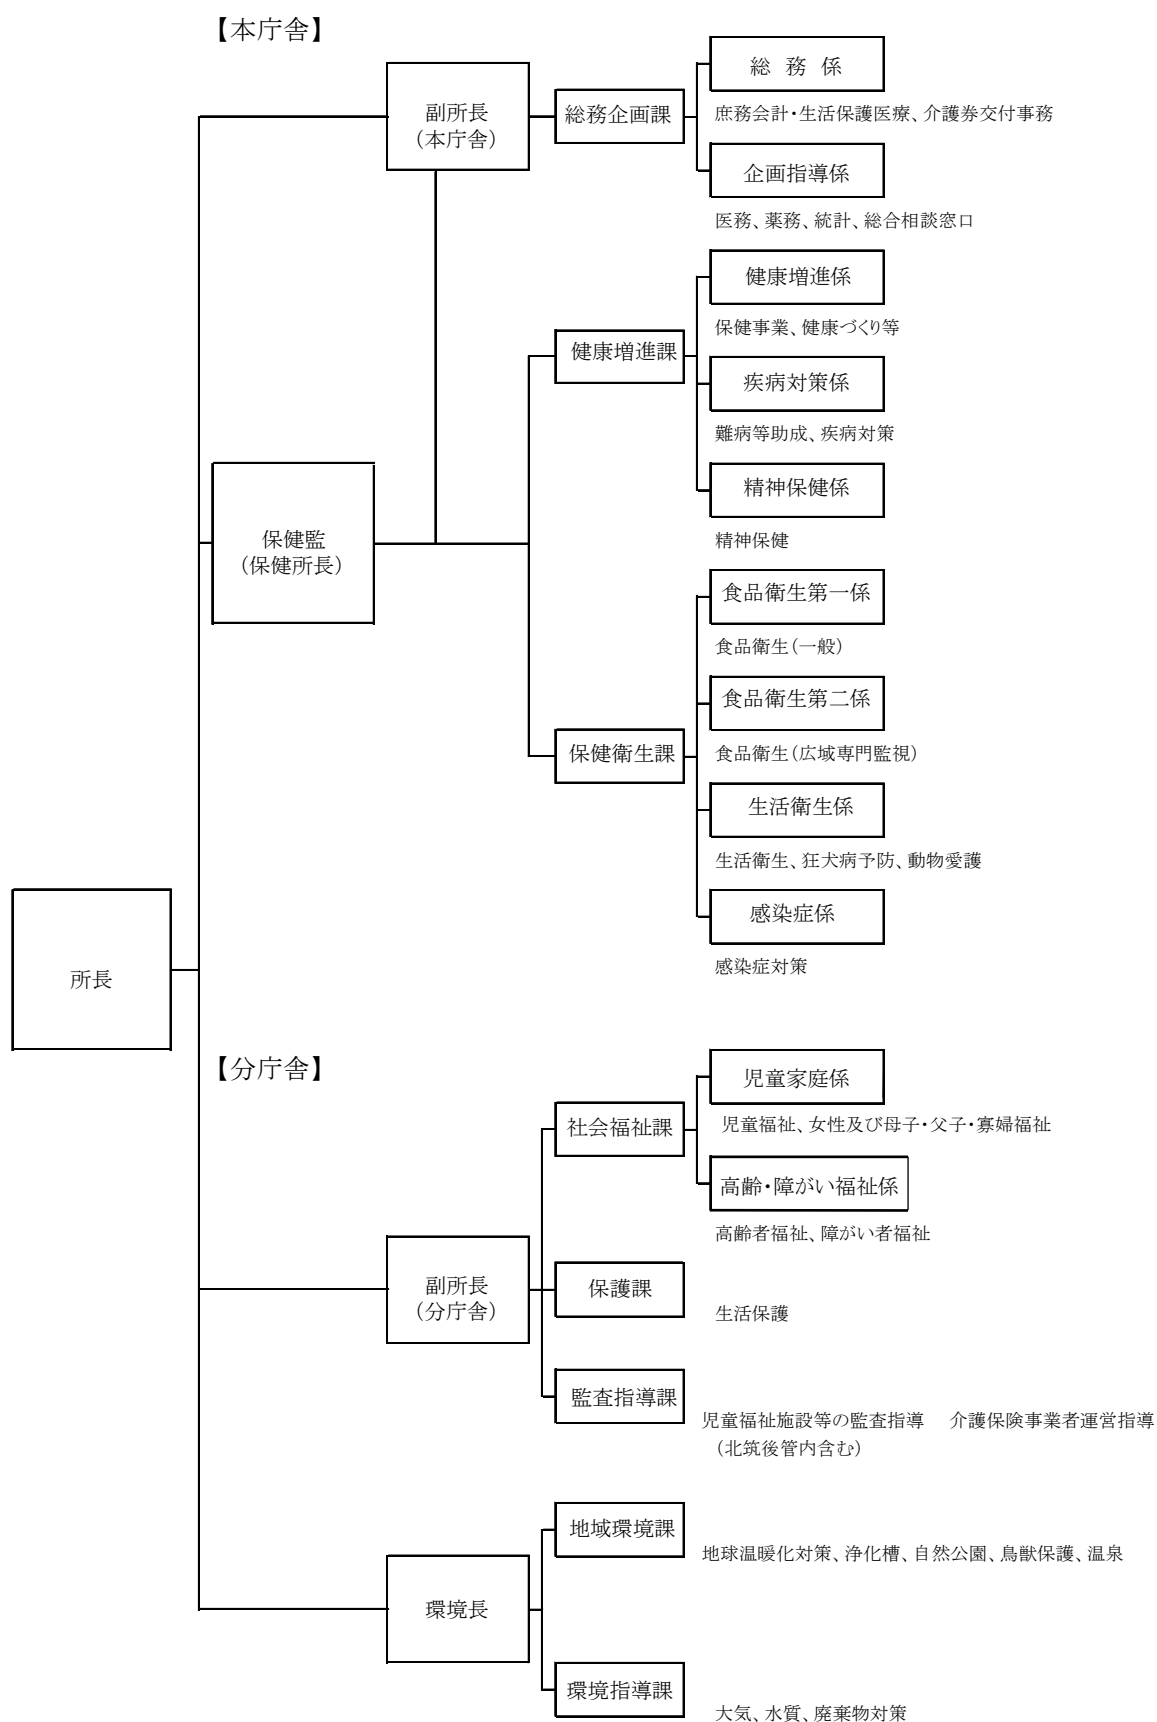 【本庁舎】
総 務 係
副所長
（本庁舎）
総務企画課
庶務会計・生活保護医療、介護券交付事務
企画指導係
医務、薬務、統計、総合相談窓口
健康増進係
保健事業、健康づくり等
健康増進課
疾病対策係
難病等助成、疾病対策
精神保健係
精神保健
保健監
（保健所長）
食品衛生第一係
食品衛生（一般）
食品衛生第二係
食品衛生（広域専門監視）
保健衛生課
生活衛生係
生活衛生、狂犬病予防、動物愛護
感染症係
感染症対策
所長
【分庁舎】
児童家庭係
児童福祉、女性及び母子・父子・寡婦福祉
社会福祉課
高齢・障がい福祉係
高齢者福祉、障がい者福祉
副所長
（分庁舎）
保護課
生活保護
監査指導課
児童福祉施設等の監査指導　介護保険事業者運営指導
（北筑後管内含む）
地域環境課
地球温暖化対策、浄化槽、自然公園、鳥獣保護、温泉
環境長
環境指導課
大気、水質、廃棄物対策